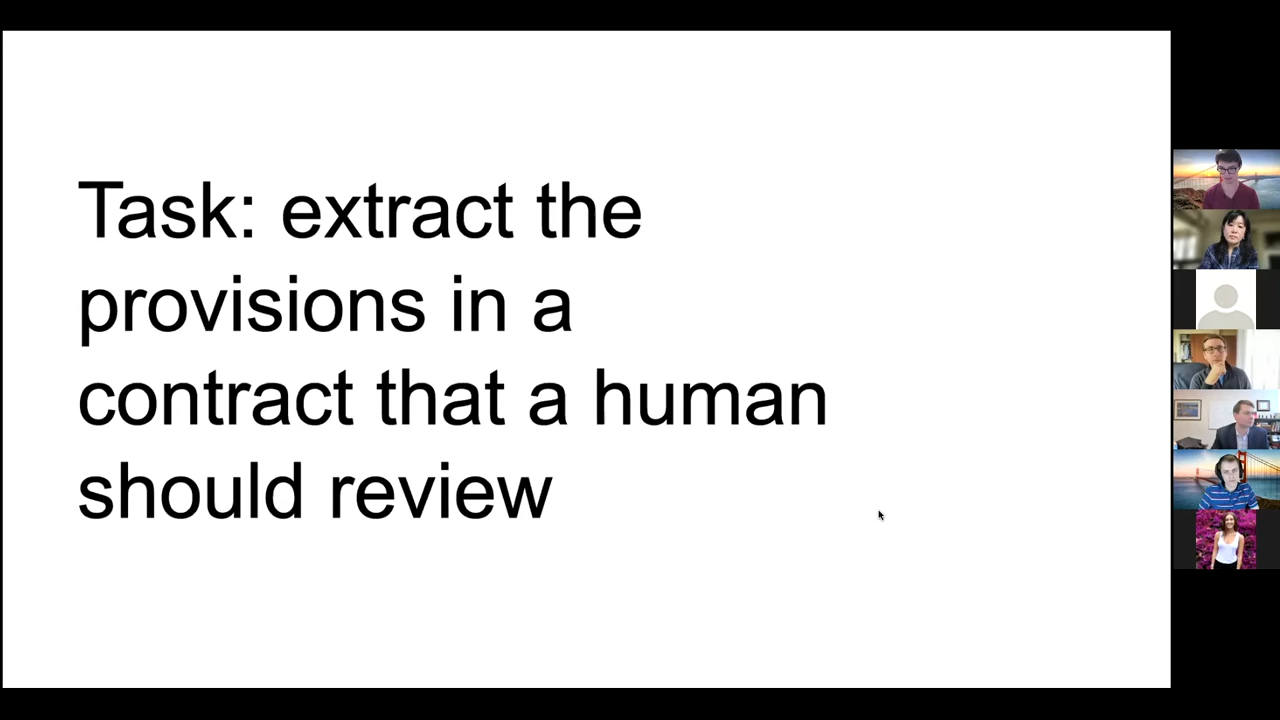 Task: extract the
provisions in a
contract that a human
should review